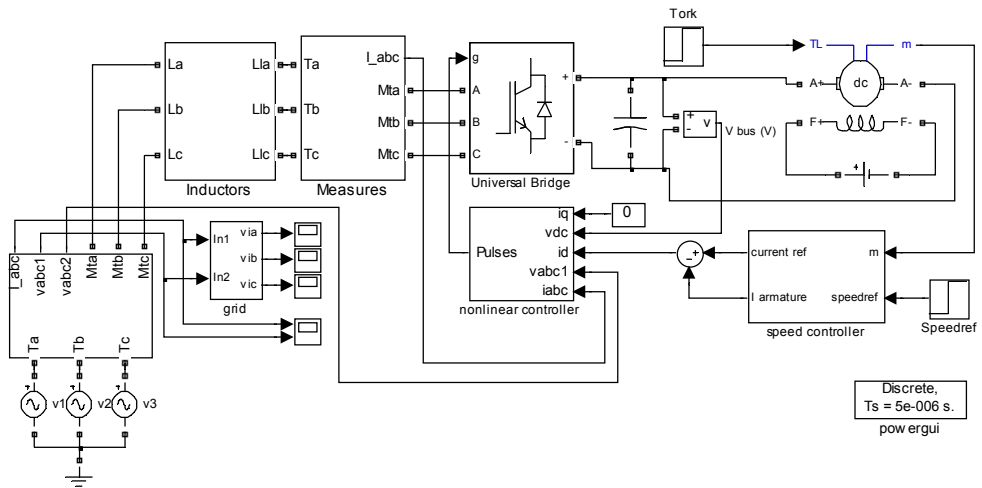 Tork
TL
m
A+
dc
A-
F+
F-
+
La
Lb
Lc
Lla
Llb
Llc
Inductors
Ta
Tb
Tc
I_abc
Mta
Mtb
Mtc
Measures
g
A
B
C
+
-
Universal Bridge
+
-
v
V bus (V)
iq
vdc
id
vabc1
iabc
Pulses
nonlinear controller
0
-
+
current ref
I armature
m
speedref
speed controller
Speedref
I_abc
vabc1
vabc2
Mta
Mtb
Mtc
Ta
Tb
Tc
In1
In2
via
vib
vic
grid
+
v1
+
v2
+
v3
Discrete,
Ts = 5e-006 s.
powergui